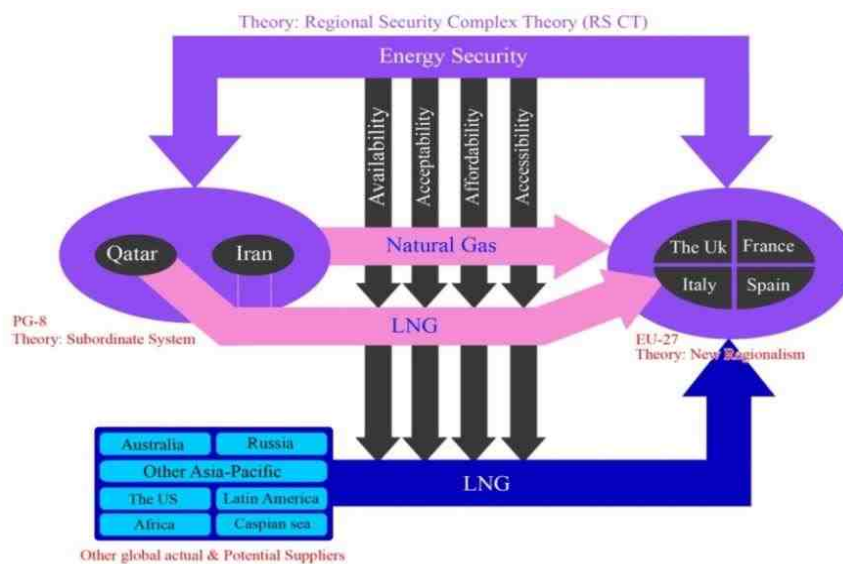 Theory: Regional Security Complex Theory (RS CT)
Energy Security
Availability
Acceptability
Affordability
Accessibility
Qatar
Iran
Natural Gas
The Uk
France
Italy
Spain
LNG
PG-8
Theory: Subordinate System
EU-27
Theory: New Regionalism
Australia
Russia
Other Asia-Pacific
The US
Latin America
Africa
Caspian sea
LNG
Other global actual & Potential Suppliers